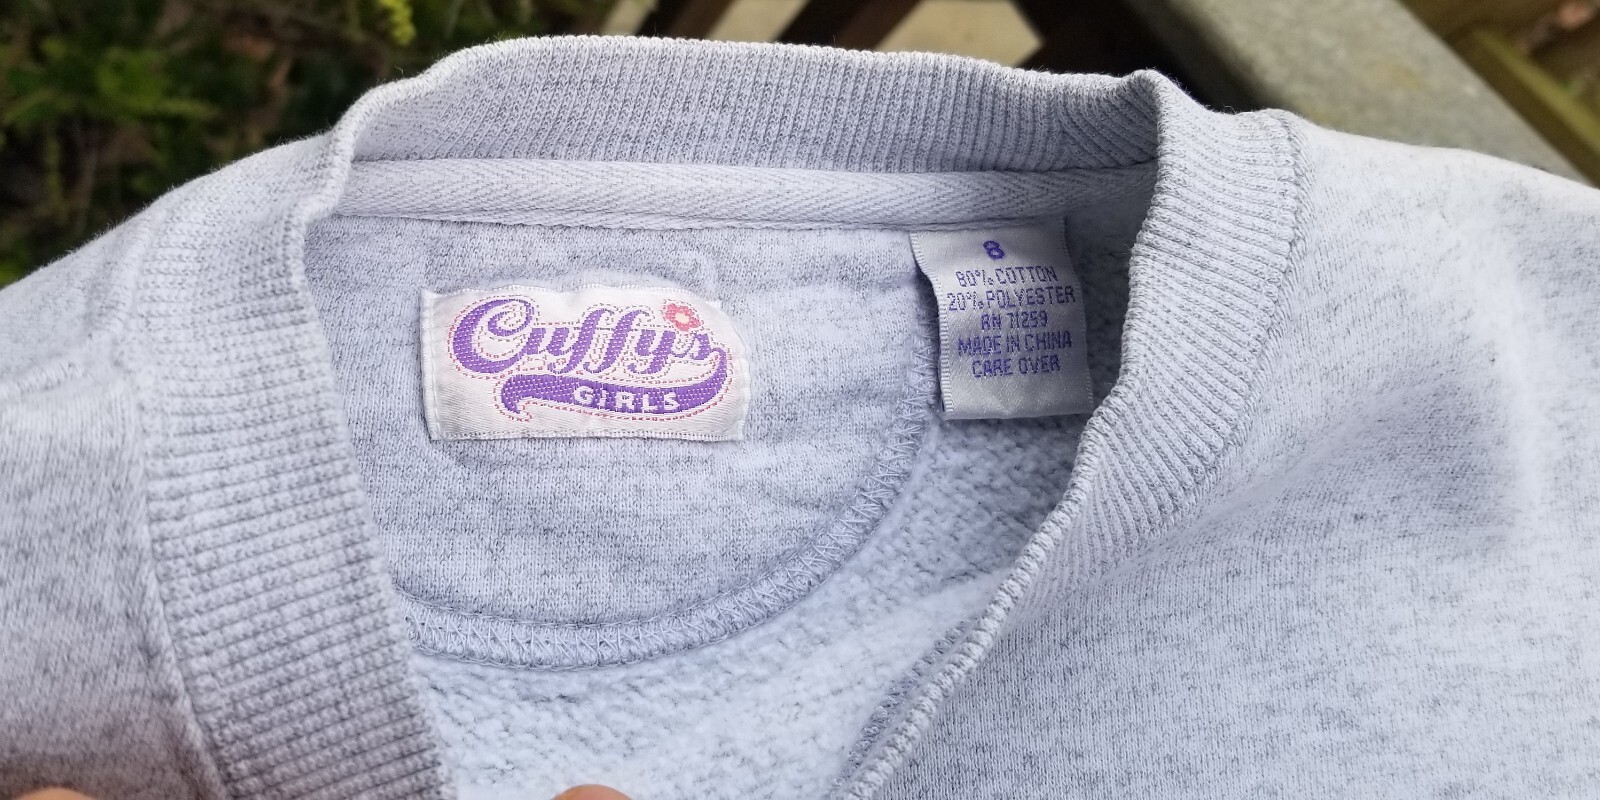 Cuffy's
GIRLS
8
80% COTTON
20% POLYESTER
RN 71259
MADE IN CHINA
CARE OVER